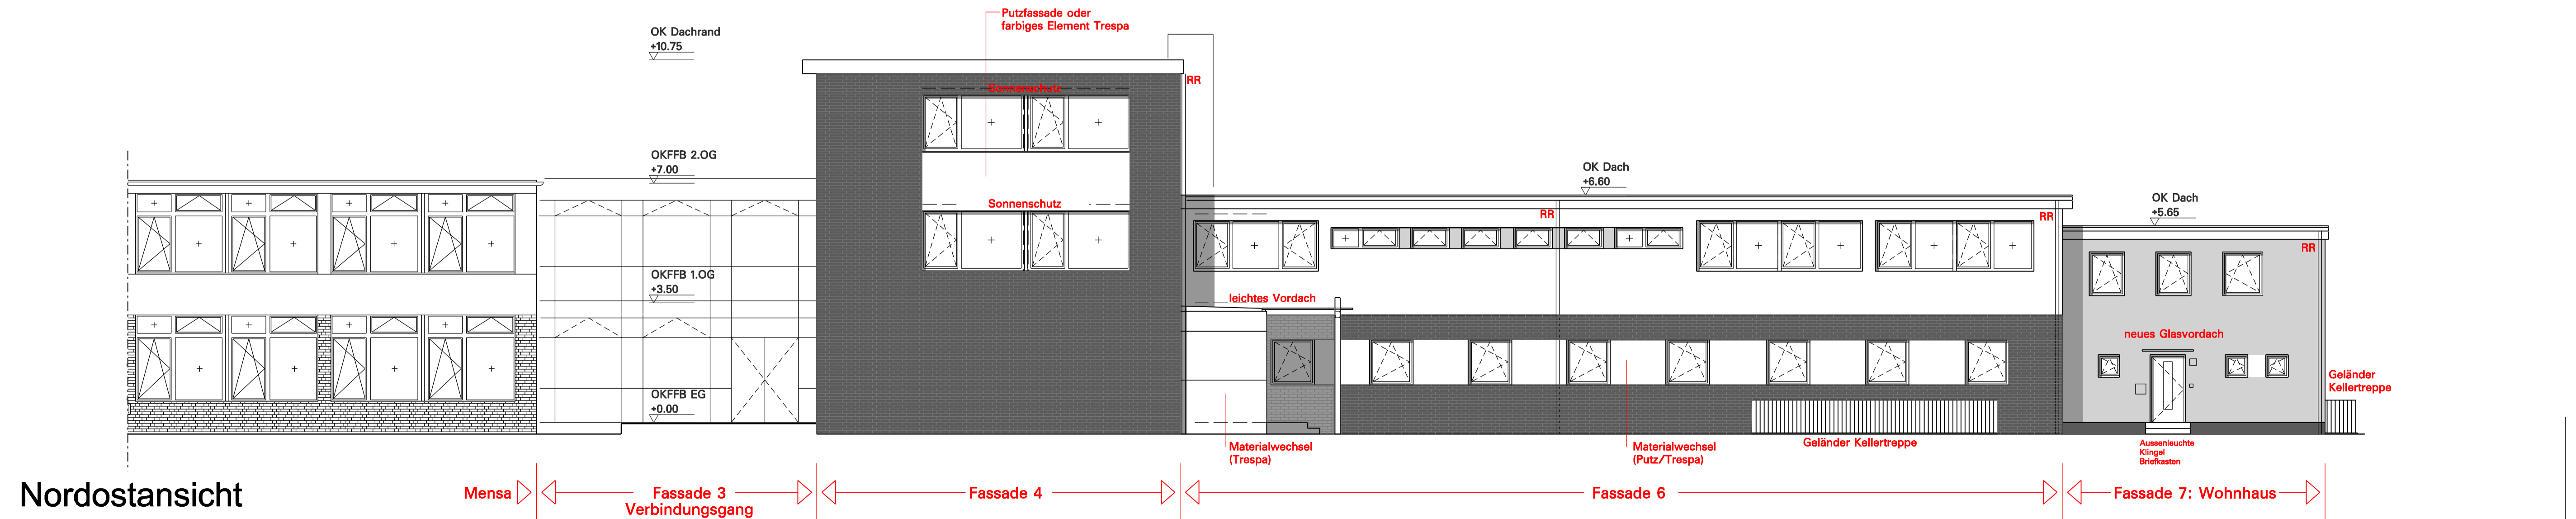 Putzfassade oder
farbiges Element Trespa
OK Dachrand
+10.75
RR
Sonnenschutz
OKFFB 2.OG
+7.00
OK Dach
+6.60
OK Dach
+5.65
Sonnenschutz
RR
RR
RR
OKFFB 1.OG
+3.50
leichtes Vordach
neues Glasvordach
Geländer
Kellertreppe
OKFFB EG
+0.00
Materialwechsel
(Trespa)
Materialwechsel
(Putz/Trespa)
Geländer Kellertreppe
Aussenleuchte
Klingel
Briefkasten
Nordostansicht
Mensa
Fassade 3
Verbindungsgang
Fassade 4
Fassade 6
Fassade 7: Wohnhaus